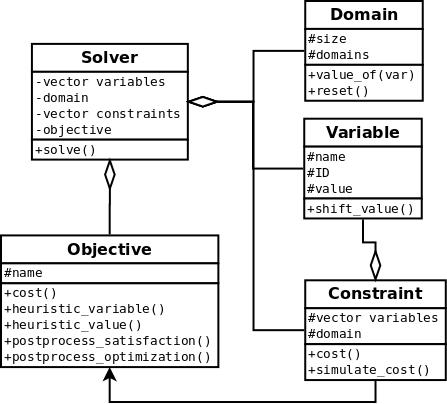 Solver
-vector variables
-domain
-vector constraints
-objective
+solve()
Domain
#size
#domains
+value_of(var)
+reset()
Variable
#name
#ID
#value
+shift_value()
Objective
#name
+cost()
+heuristic_variable()
+heuristic_value()
+postprocess_satisfaction()
+postprocess_optimization()
Constraint
#vector variables
#domain
+cost()
+simulate_cost()